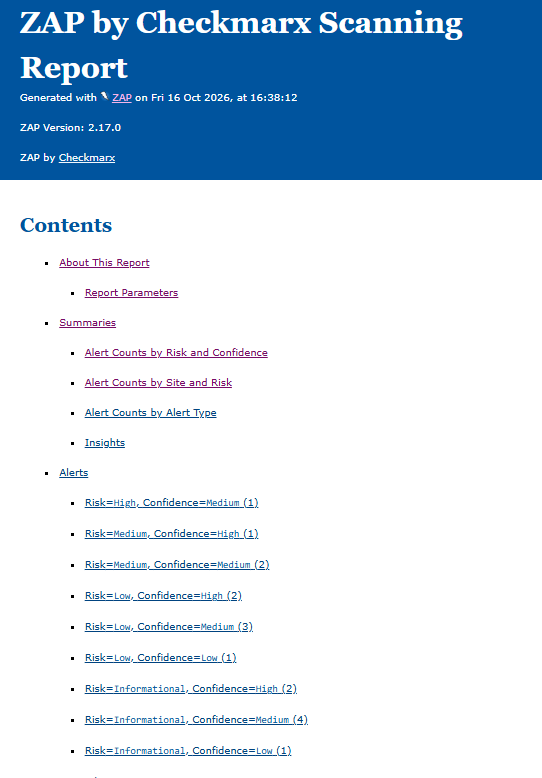 ZAP by Checkmarx Scanning
Report
Generated with ZAP on Fri 16 Oct 2026, at 16:38:12
ZAP Version: 2.17.0
ZAP by Checkmarx
Contents
About This Report
Report Parameters
Summaries
Alert Counts by Risk and Confidence
Alert Counts by Site and Risk
Alert Counts by Alert Type
Insights
Alerts
Risk=High, Confidence=Medium (1)
Risk=Medium, Confidence=High (1)
Risk=Medium, Confidence=Medium (2)
Risk=Low, Confidence=High (2)
Risk=Low, Confidence=Medium (3)
Risk=Low, Confidence=Low (1)
Risk=Informational, Confidence=High (2)
Risk=Informational, Confidence=Medium (4)
Risk=Informational, Confidence=Low (1)